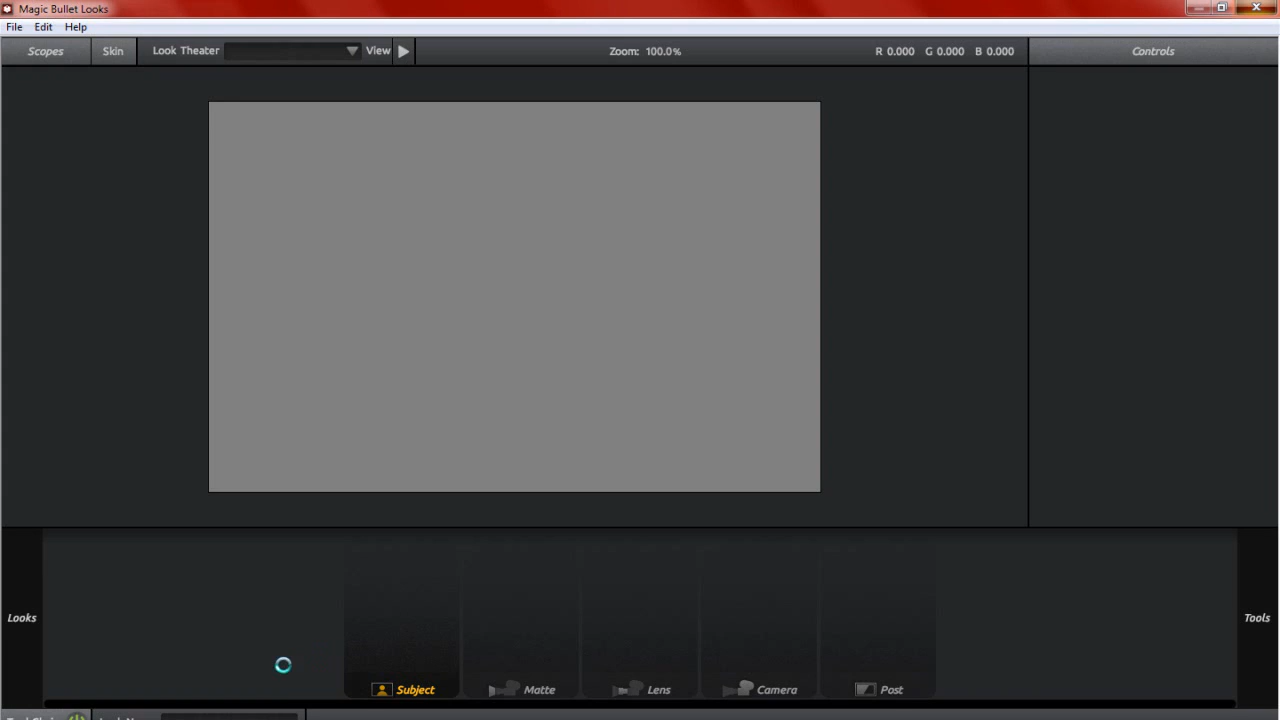 Magic Bullet Looks
File Edit Help
Scopes Skin Look Theater View Zoom: 100.0% R 0.000 G 0.000 B 0.000 Controls
Looks Tools
Subject Matte Lens Camera Post